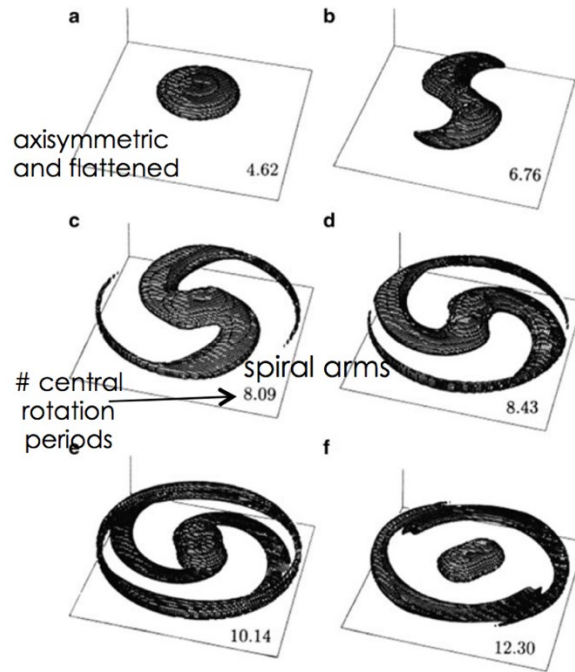 a
b
axisymmetric
and flattened
4.62
6.76
c
d
spiral arms
# central
rotation
periods
8.09
8.43
e
f
10.14
12.30